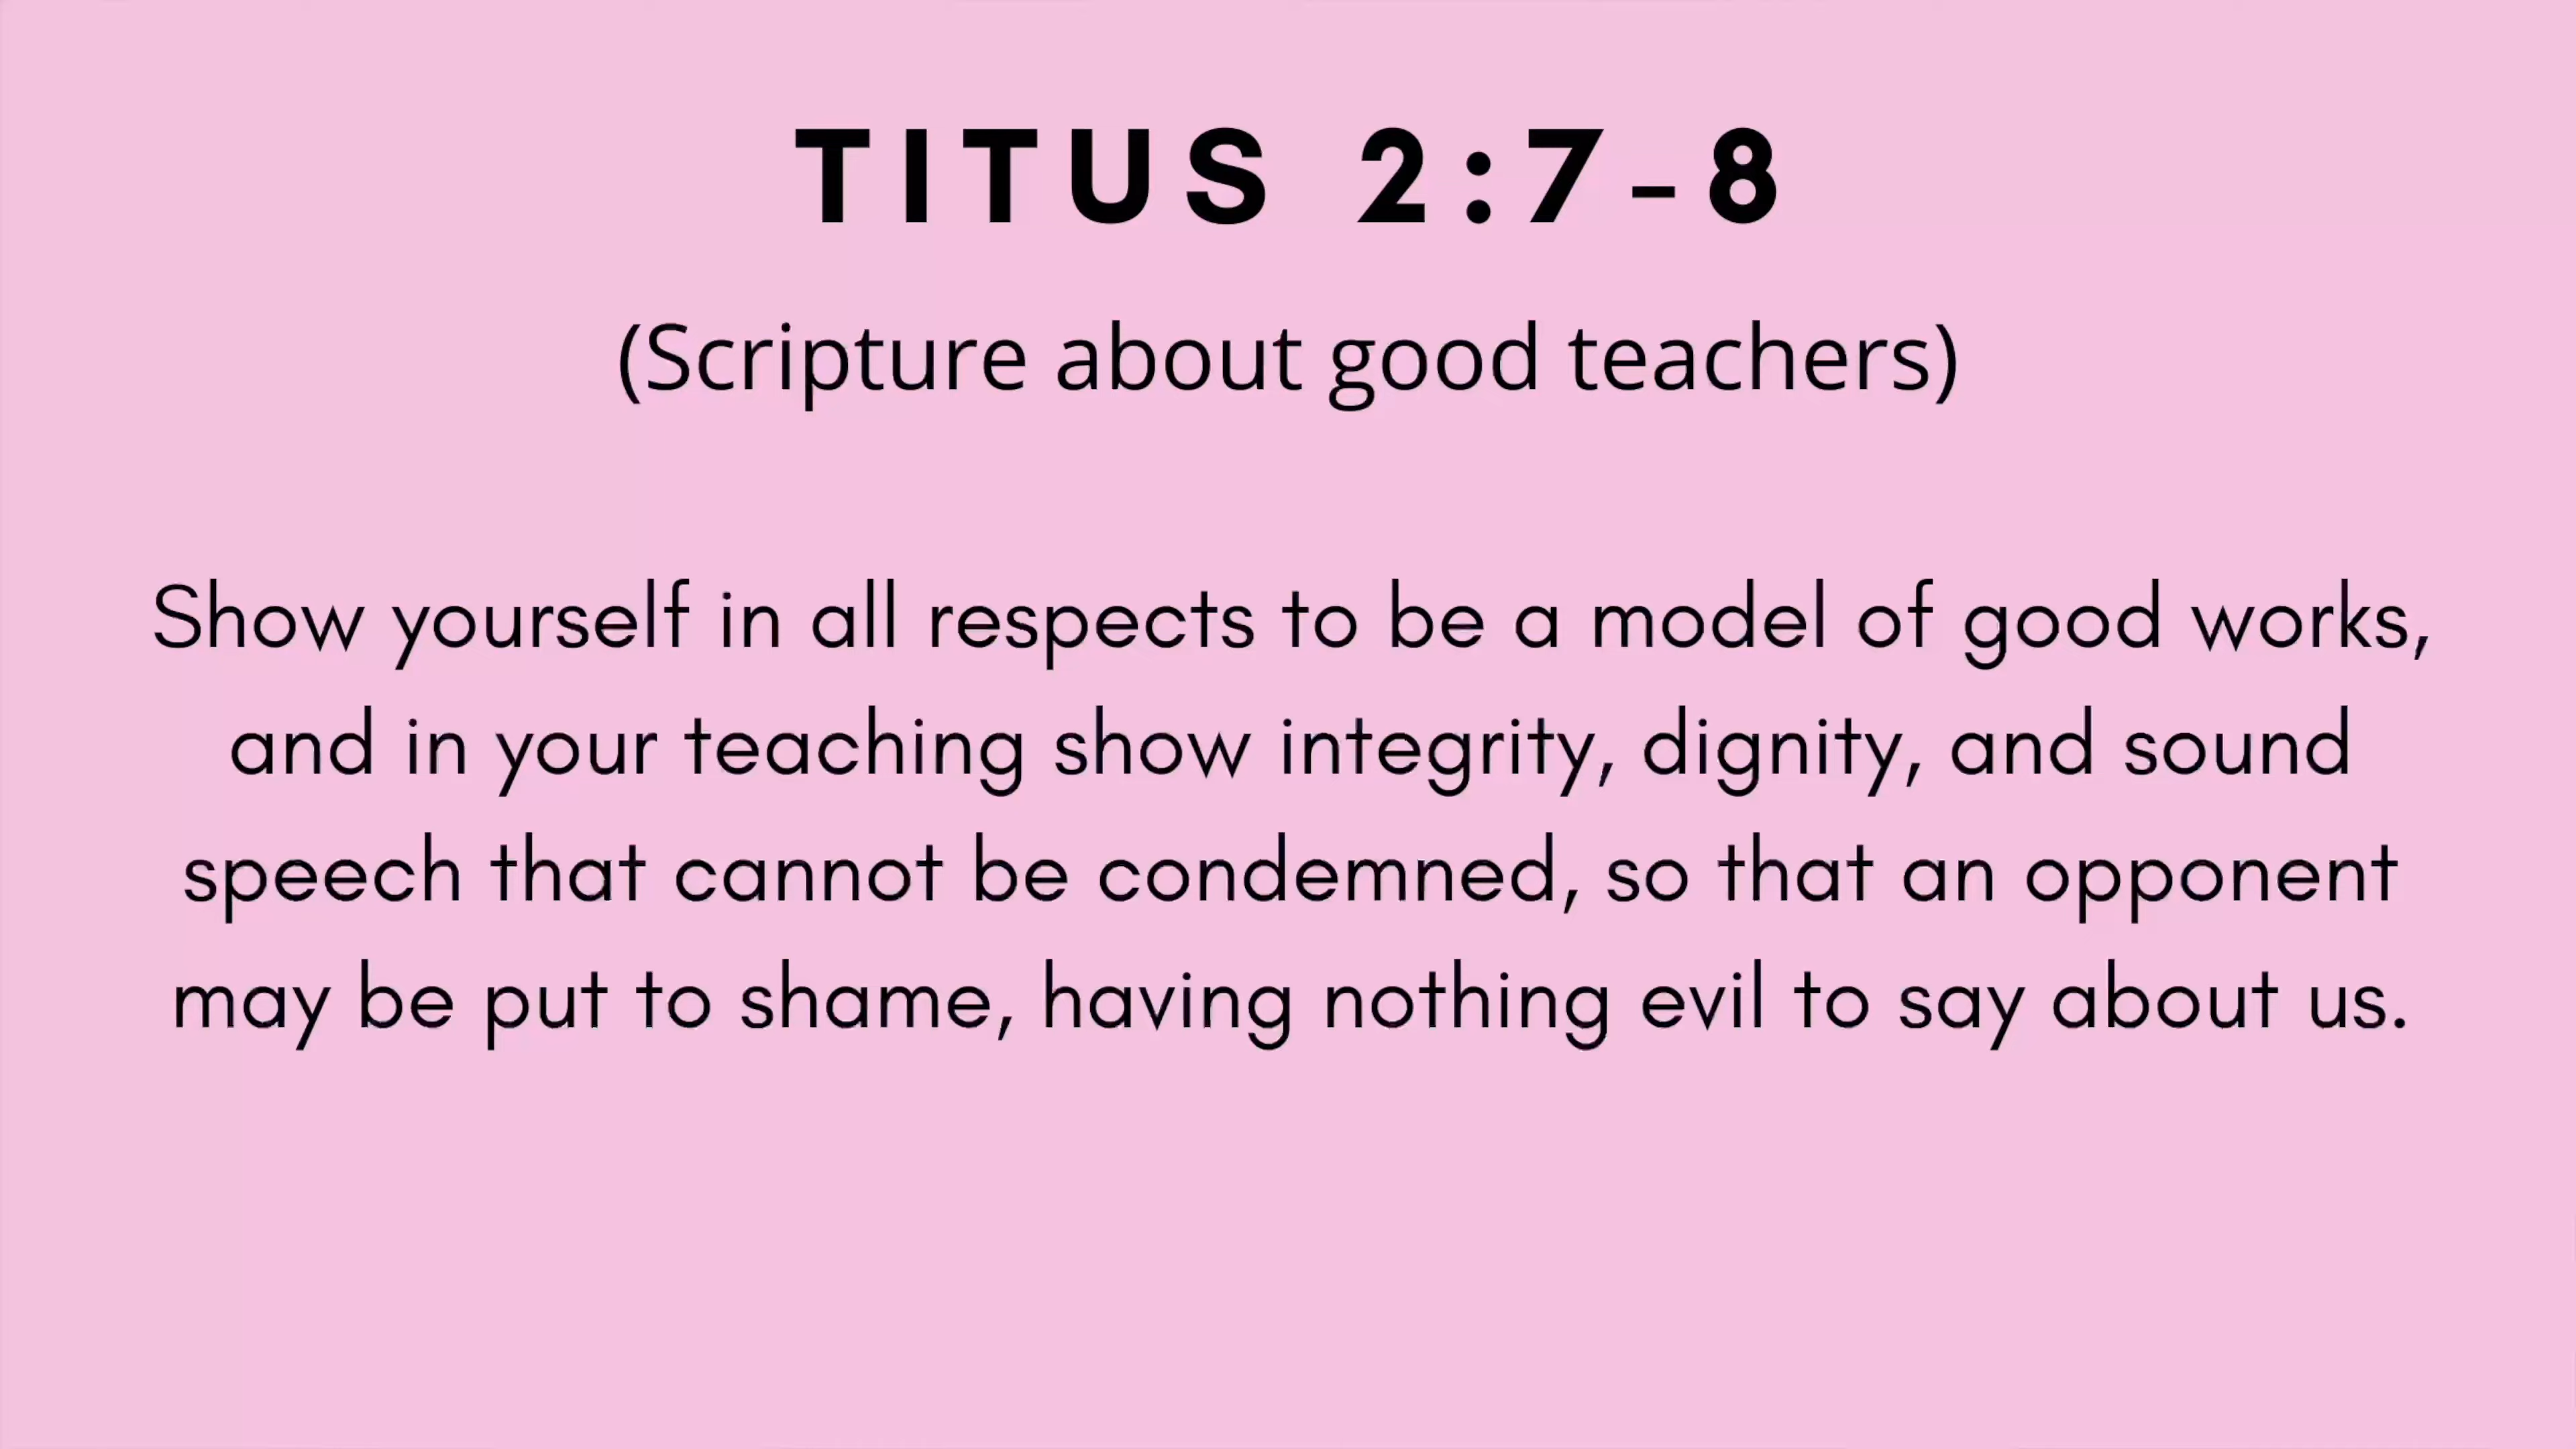 TITUS 2:7-8
(Scripture about good teachers)
Show yourself in all respects to be a model of good works,
and in your teaching show integrity, dignity, and sound
speech that cannot be condemned, so that an opponent
may be put to shame, having nothing evil to say about us.